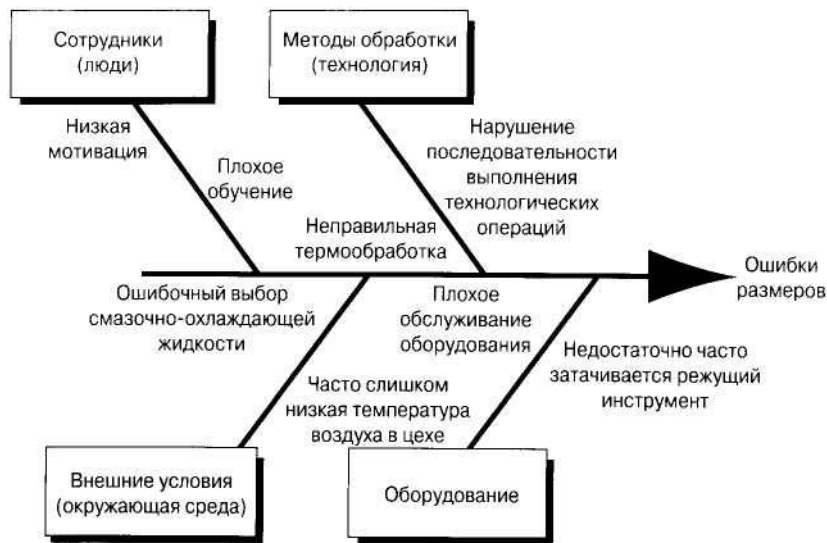 Сотрудники
(люди)
Методы обработки
(технология)
Низкая
мотивация
Плохое
обучение
Нарушение
последовательности
выполнения
технологических
операций
Неправильная
термообработка
Ошибки
размеров
Ошибочный выбор
смазочно-охлаждающей
жидкости
Плохое
обслуживание
оборудования
Недостаточно часто
затачивается режущий
инструмент
Часто слишком
низкая температура
воздуха в цехе
Внешние условия
(окружающая среда)
Оборудование